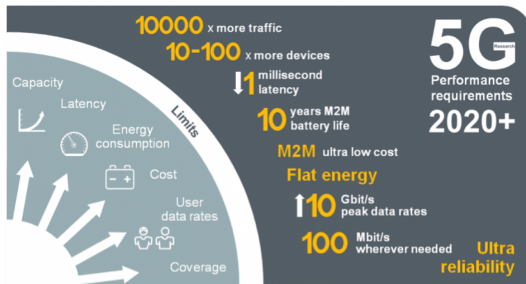 10000 x more traffic
10-100 x more devices
1 millisecond
latency
10 years M2M
battery life
M2M ultra low cost
Flat energy
10 Gbit/s
peak data rates
100 Mbit/s
wherever needed
Ultra
reliability
5G
Research
Performance
requirements
2020+
Limits
Capacity
Latency
Energy
consumption
Cost
User
data rates
Coverage